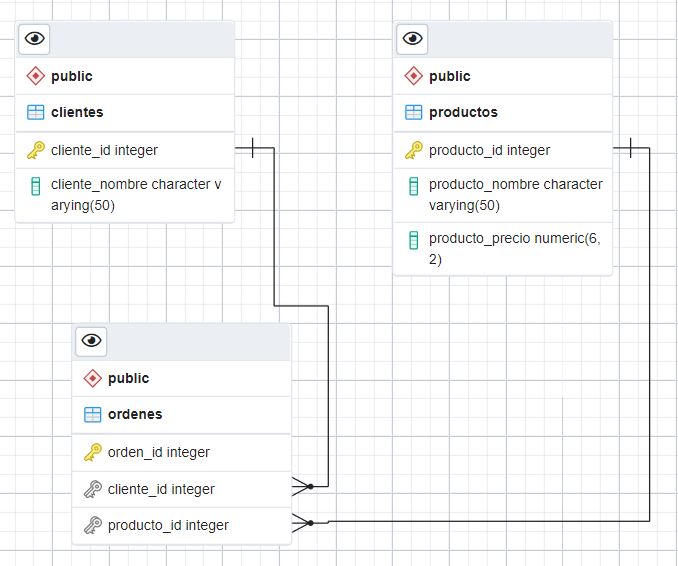 public
clientes
cliente_id integer
cliente_nombre character v
arying(50)
public
productos
producto_id integer
producto_nombre character
varying(50)
producto_precio numeric(6,
2)
public
ordenes
orden_id integer
cliente_id integer
producto_id integer